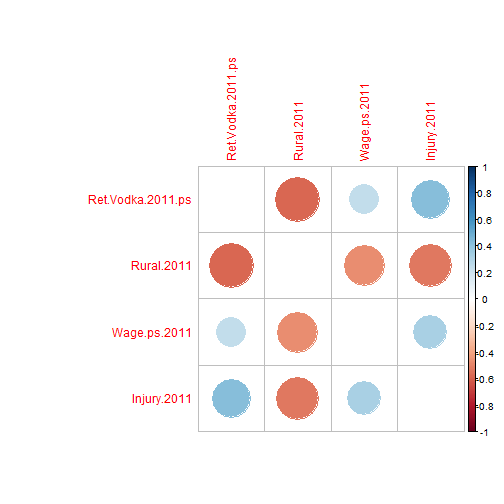 Ret.Vodka.2011.ps
Rural.2011
Wage.ps.2011
Injury.2011
Ret.Vodka.2011.ps
Rural.2011
Wage.ps.2011
Injury.2011
1
0.8
0.6
0.4
0.2
0
-0.2
-0.4
-0.6
-0.8
-1